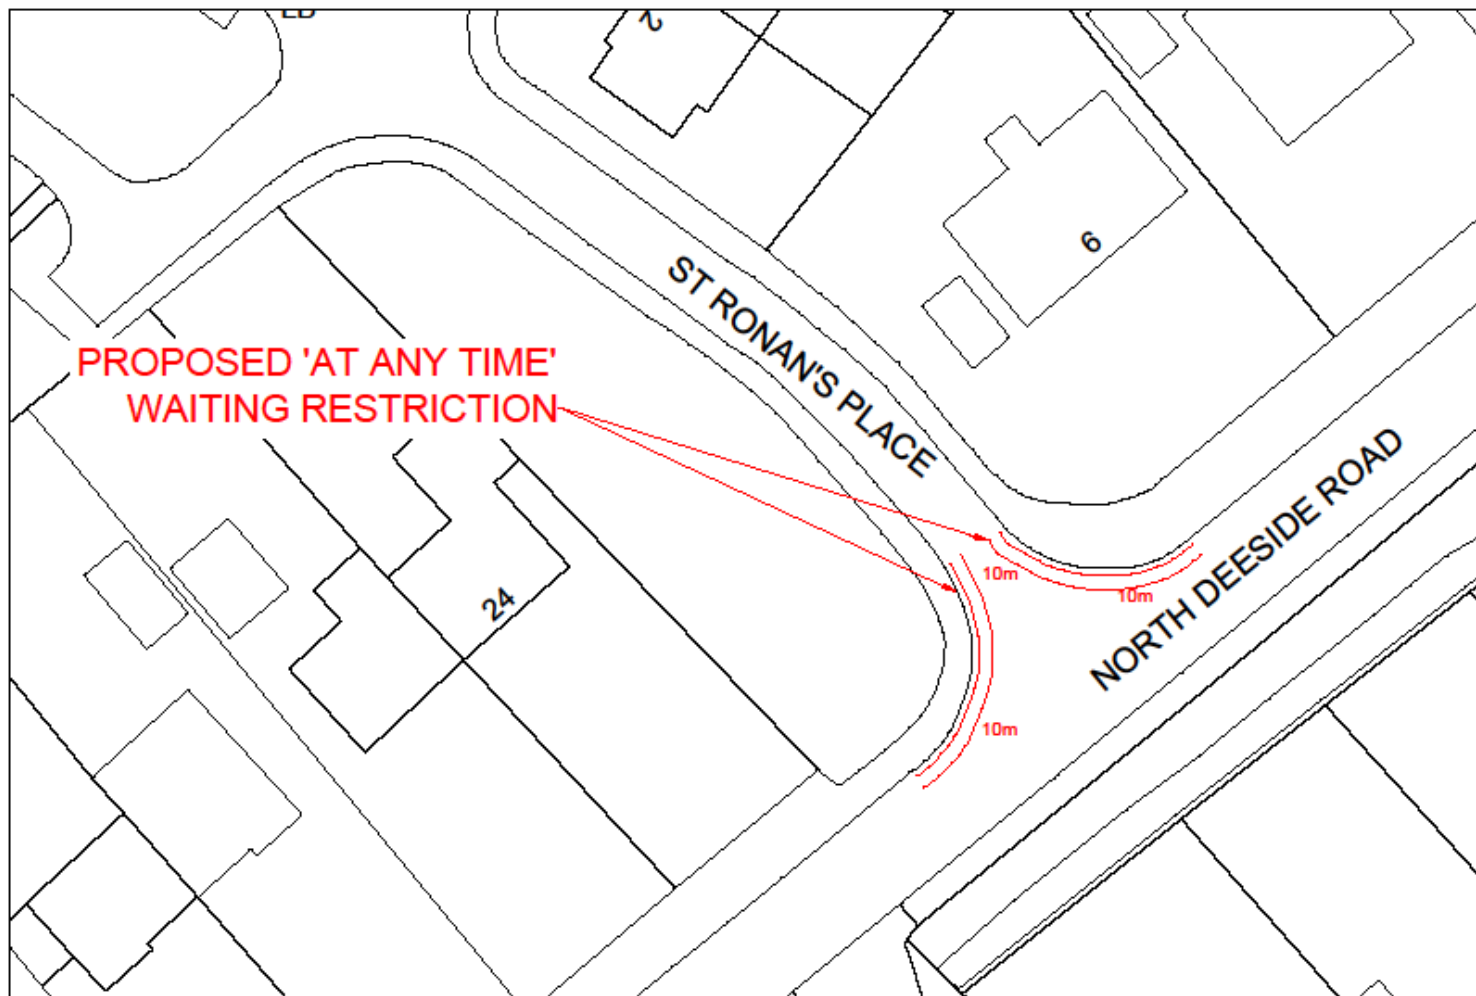 2
6
ST RONAN'S PLACE
PROPOSED 'AT ANY TIME'
WAITING RESTRICTION
NORTH DEESIDE ROAD
10m
10m
24
10m